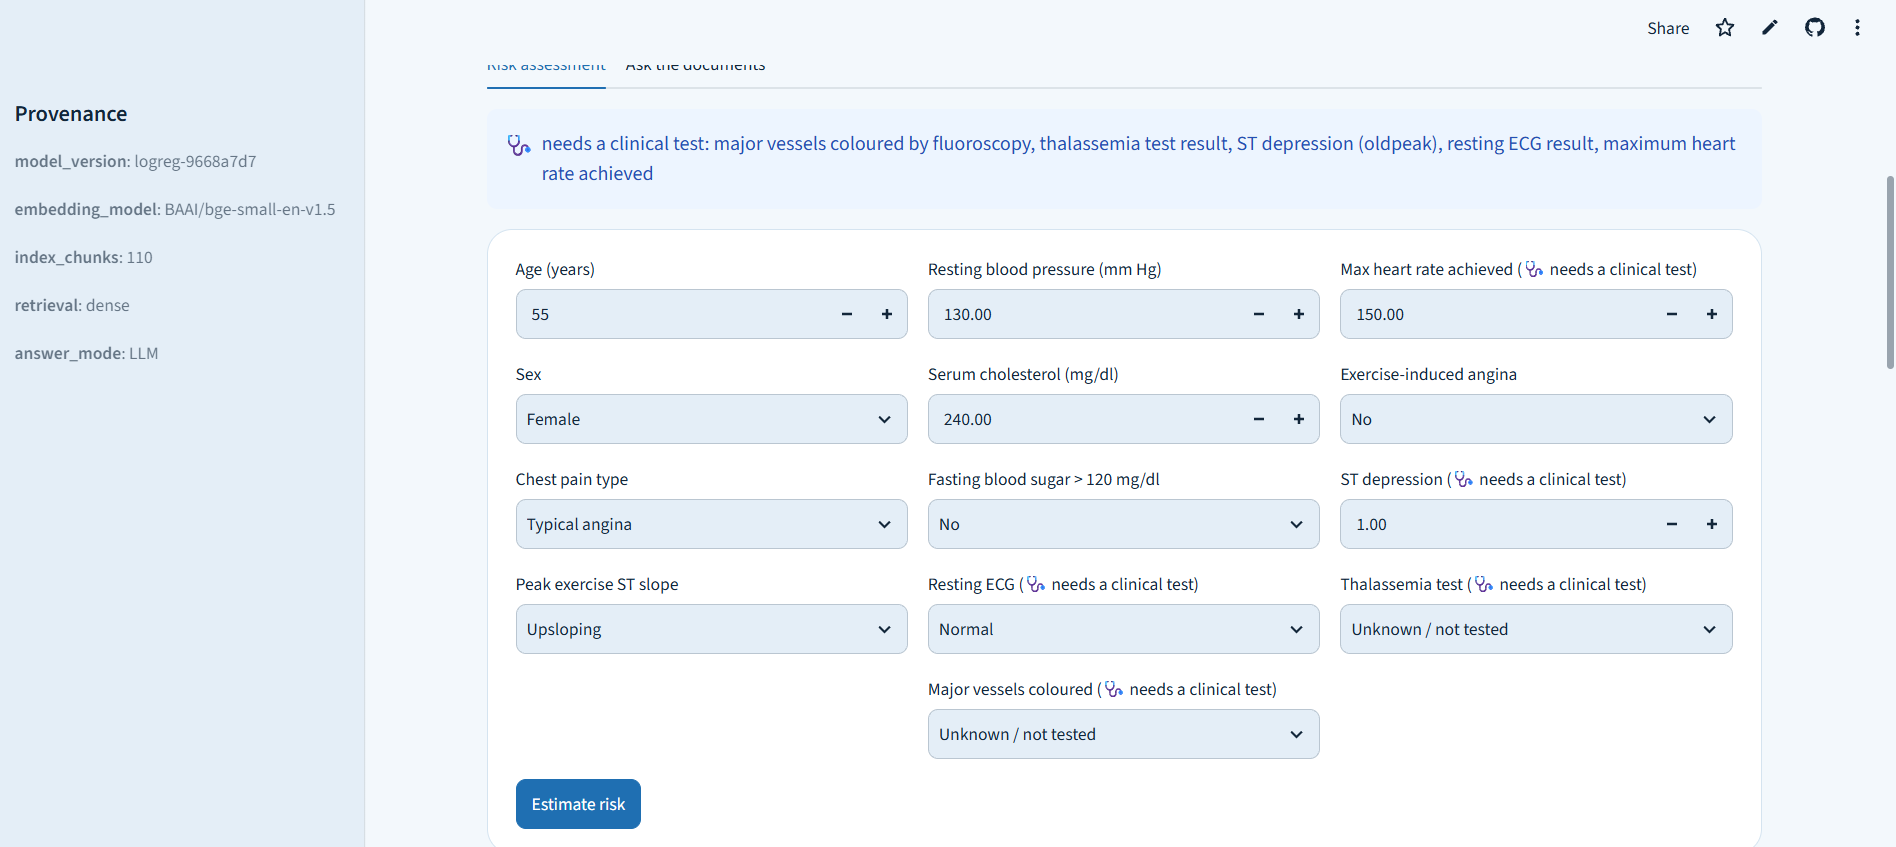 Share
Provenance
model_version: logreg-9668a7d7
embedding_model: BAAI/bge-small-en-v1.5
index_chunks: 110
retrieval: dense
answer_mode: LLM
Risk assessment
Ask the documents
needs a clinical test: major vessels coloured by fluoroscopy, thalassemia test result, ST depression (oldpeak), resting ECG result, maximum heart
rate achieved
Age (years)
55
Resting blood pressure (mm Hg)
130.00
Max heart rate achieved ( needs a clinical test)
150.00
Sex
Female
Serum cholesterol (mg/dl)
240.00
Exercise-induced angina
No
Chest pain type
Typical angina
Fasting blood sugar > 120 mg/dl
No
ST depression ( needs a clinical test)
1.00
Peak exercise ST slope
Upsloping
Resting ECG ( needs a clinical test)
Normal
Thalassemia test ( needs a clinical test)
Unknown / not tested
Major vessels coloured ( needs a clinical test)
Unknown / not tested
Estimate risk